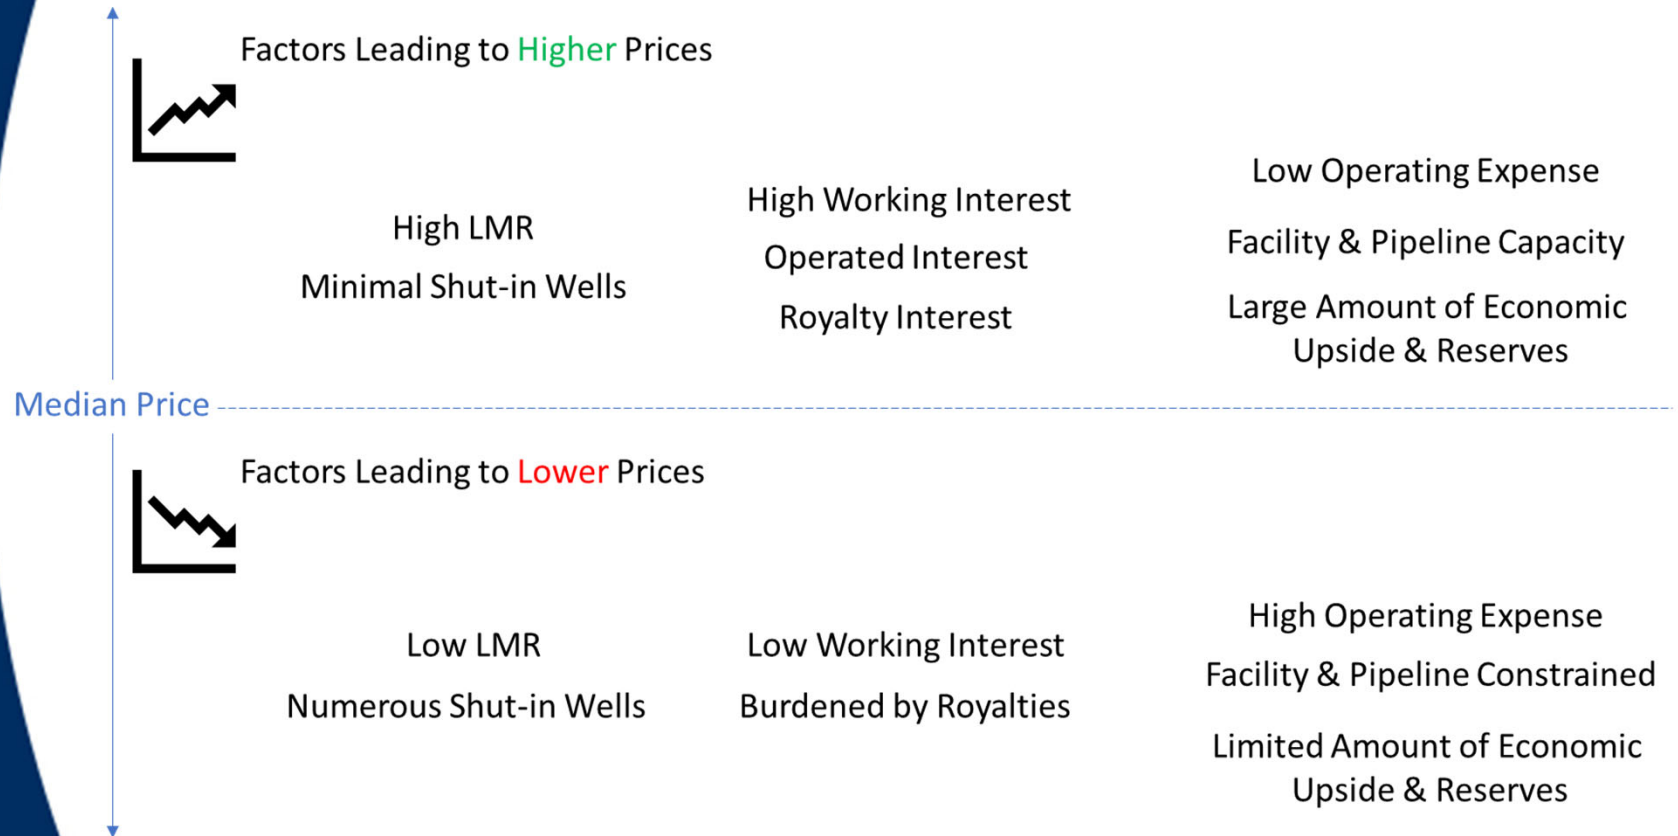 Factors Leading to Higher Prices
High LMR
Minimal Shut-in Wells
High Working Interest
Operated Interest
Royalty Interest
Low Operating Expense
Facility & Pipeline Capacity
Large Amount of Economic
Upside & Reserves
Median Price
Factors Leading to Lower Prices
Low LMR
Numerous Shut-in Wells
Low Working Interest
Burdened by Royalties
High Operating Expense
Facility & Pipeline Constrained
Limited Amount of Economic
Upside & Reserves